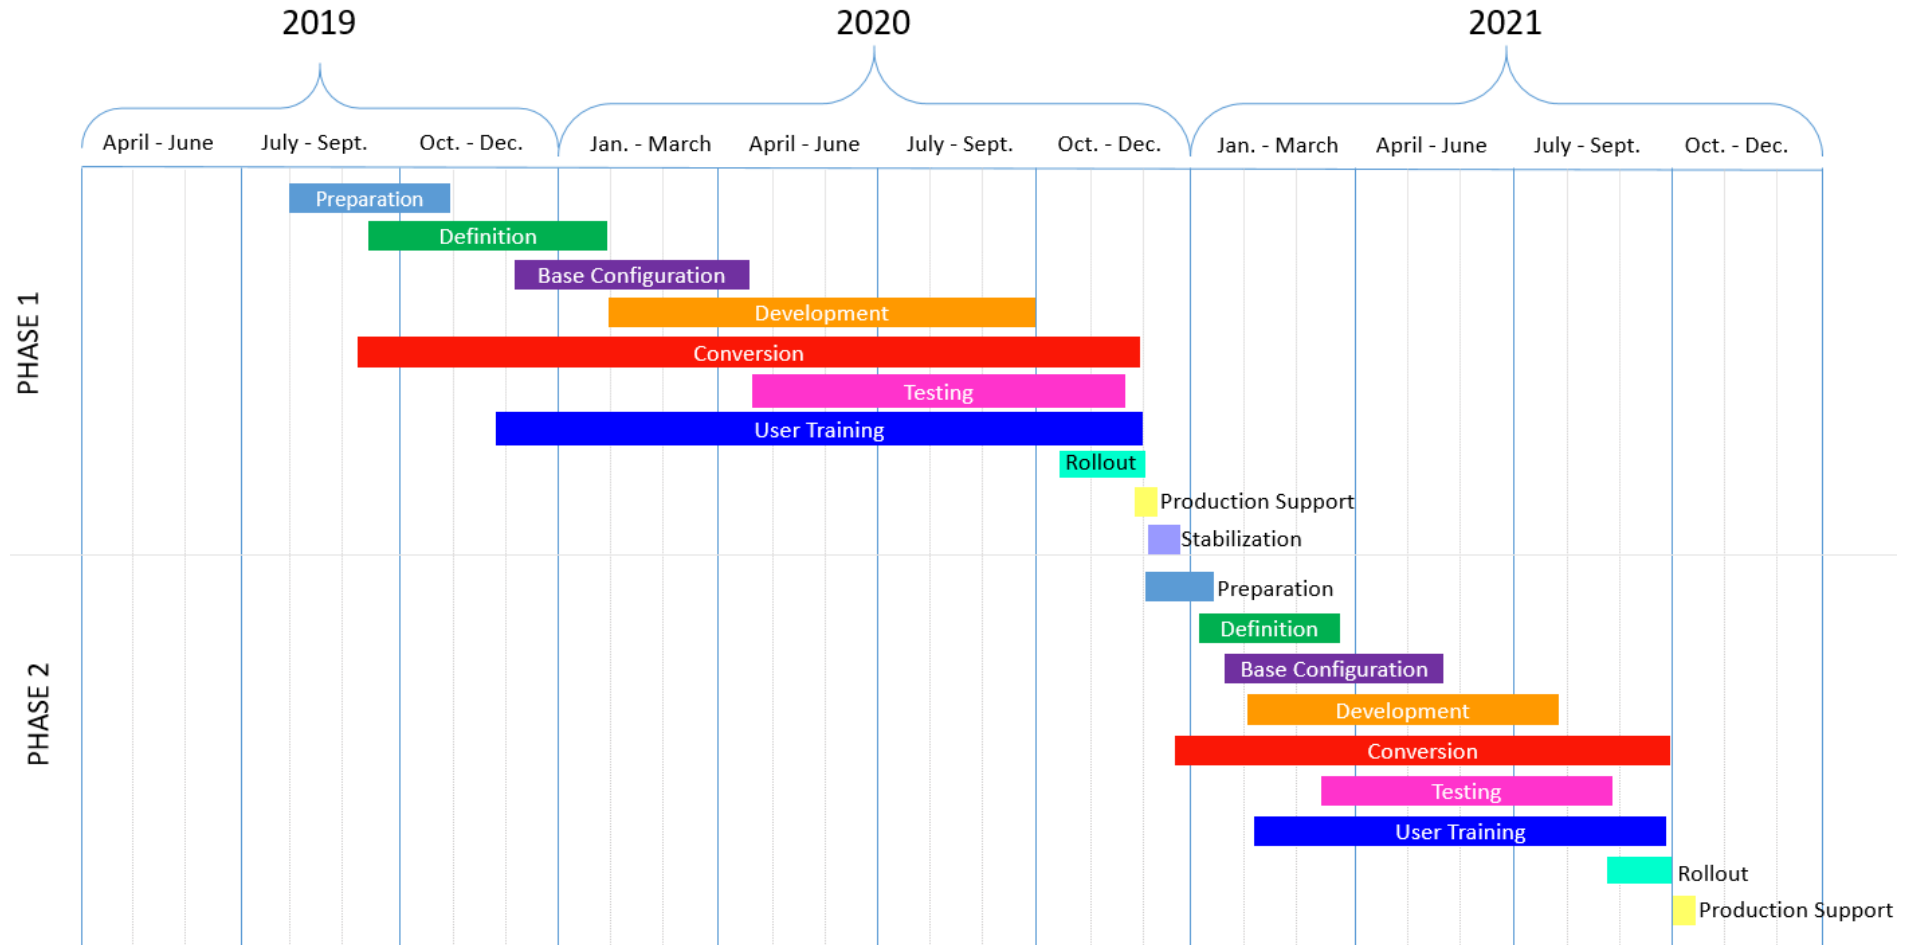 2019
2020
2021
April - June
July - Sept.
Oct. - Dec.
Jan. - March
April - June
July - Sept.
Oct. - Dec.
Jan. - March
April - June
July - Sept.
Oct. - Dec.
PHASE 1
Preparation
Definition
Base Configuration
Development
Conversion
Testing
User Training
Rollout
Production Support
Stabilization
PHASE 2
Preparation
Definition
Base Configuration
Development
Conversion
Testing
User Training
Rollout
Production Support